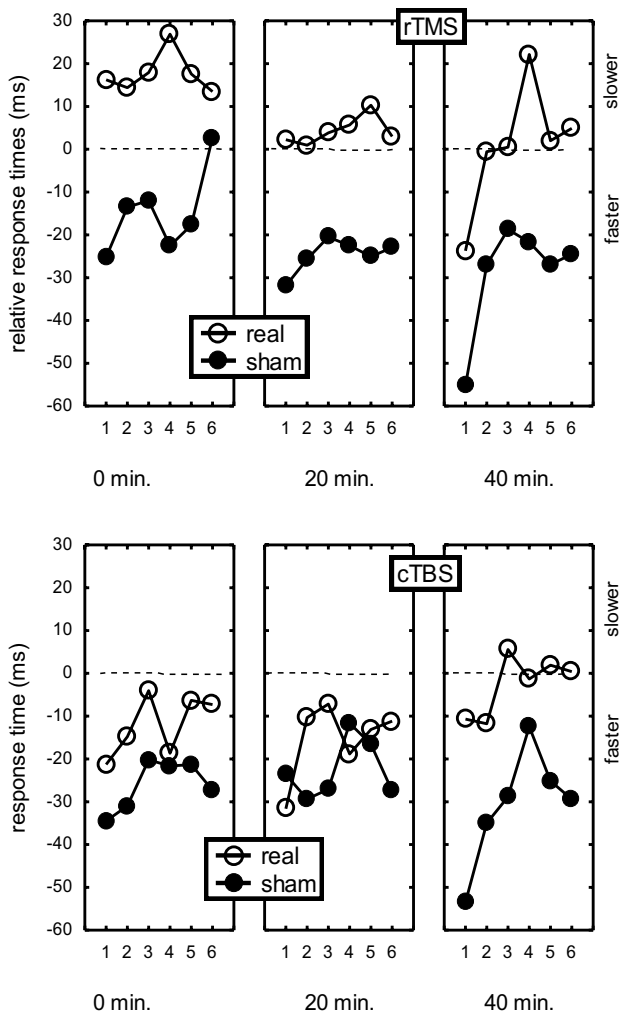 rTMS
relative response times (ms)
30
20
10
0
-10
-20
-30
-40
-50
-60
slower
faster
real
sham
1 2 3 4 5 6
1 2 3 4 5 6
1 2 3 4 5 6
0 min.
20 min.
40 min.
cTBS
response time (ms)
30
20
10
0
-10
-20
-30
-40
-50
-60
slower
faster
real
sham
1 2 3 4 5 6
1 2 3 4 5 6
1 2 3 4 5 6
0 min.
20 min.
40 min.